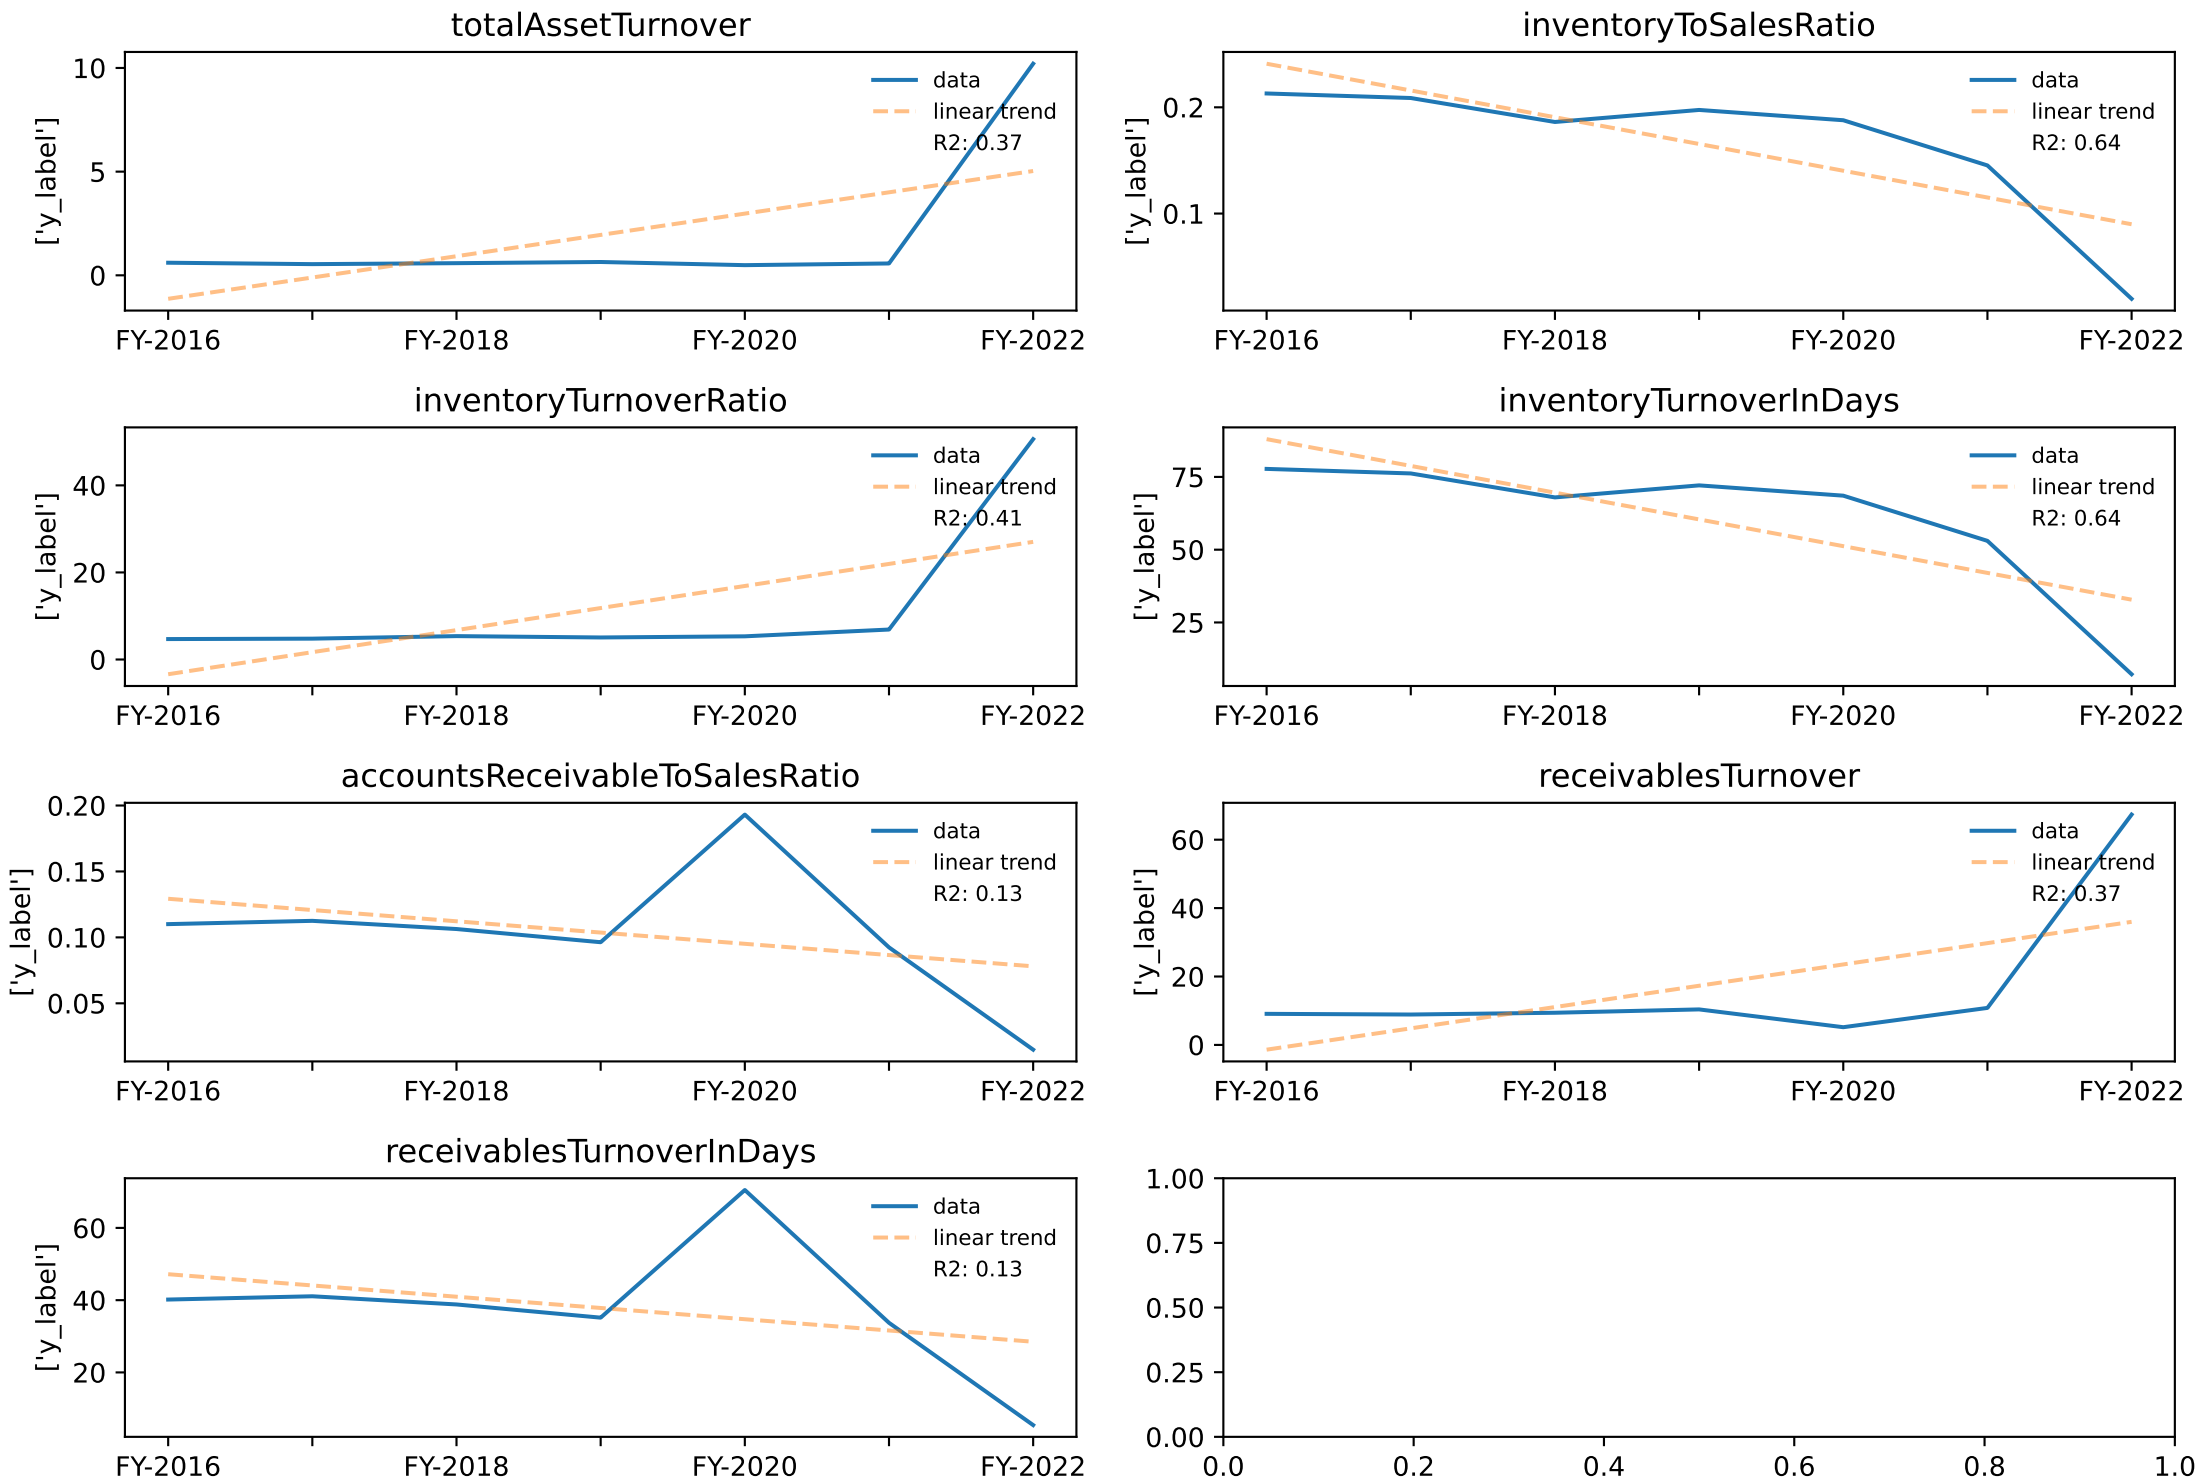 totalAssetTurnover
['y_label']
10
5
0
data
linear trend
R2: 0.37
FY-2016 FY-2018 FY-2020 FY-2022
inventoryToSalesRatio
['y_label']
0.2
0.1
data
linear trend
R2: 0.64
FY-2016 FY-2018 FY-2020 FY-2022
inventoryTurnoverRatio
['y_label']
40
20
0
data
linear trend
R2: 0.41
FY-2016 FY-2018 FY-2020 FY-2022
inventoryTurnoverInDays
['y_label']
75
50
25
data
linear trend
R2: 0.64
FY-2016 FY-2018 FY-2020 FY-2022
accountsReceivableToSalesRatio
['y_label']
0.20
0.15
0.10
0.05
data
linear trend
R2: 0.13
FY-2016 FY-2018 FY-2020 FY-2022
receivablesTurnover
['y_label']
60
40
20
0
data
linear trend
R2: 0.37
FY-2016 FY-2018 FY-2020 FY-2022
receivablesTurnoverInDays
['y_label']
60
40
20
data
linear trend
R2: 0.13
FY-2016 FY-2018 FY-2020 FY-2022
1.00
0.75
0.50
0.25
0.00
0.0 0.2 0.4 0.6 0.8 1.0